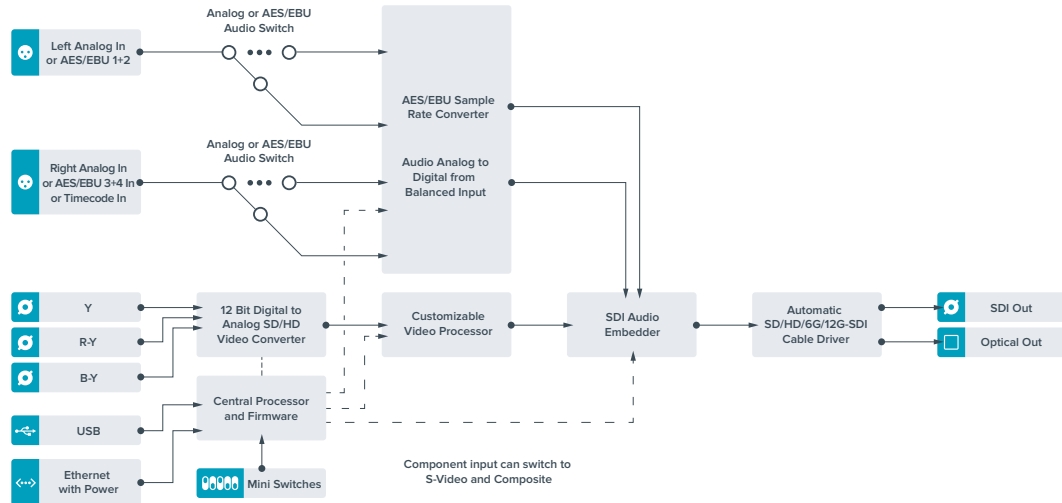 Analog or AES/EBU
Audio Switch
Left Analog In
or AES/EBU 1+2
AES/EBU Sample
Rate Converter
Analog or AES/EBU
Audio Switch
Right Analog In
or AES/EBU 3+4 In
or Timecode In
Audio Analog to
Digital from
Balanced Input
Y
R-Y
B-Y
12 Bit Digital to
Analog SD/HD
Video Converter
Customizable
Video Processor
SDI Audio
Embedder
Automatic
SD/HD/6G/12G-SDI
Cable Driver
SDI Out
Optical Out
Central Processor
and Firmware
USB
Ethernet
with Power
Mini Switches
Component input can switch to
S-Video and Composite